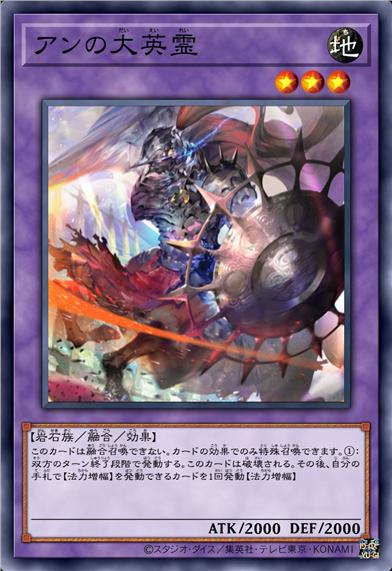 アンの大英霊
地
【岩石族／融合／効果】
このカードは融合召喚できない。カードの効果でのみ特殊召喚できます。①:
双方のターン終了段階で発動する。このカードは破壊される。その後、自分の
手札で【法力増幅】を発動できるカードを1回発動【法力増幅】
ATK/2000 DEF/2000
©スタジオ・ダイス／集英社・テレビ東京・KONAMI